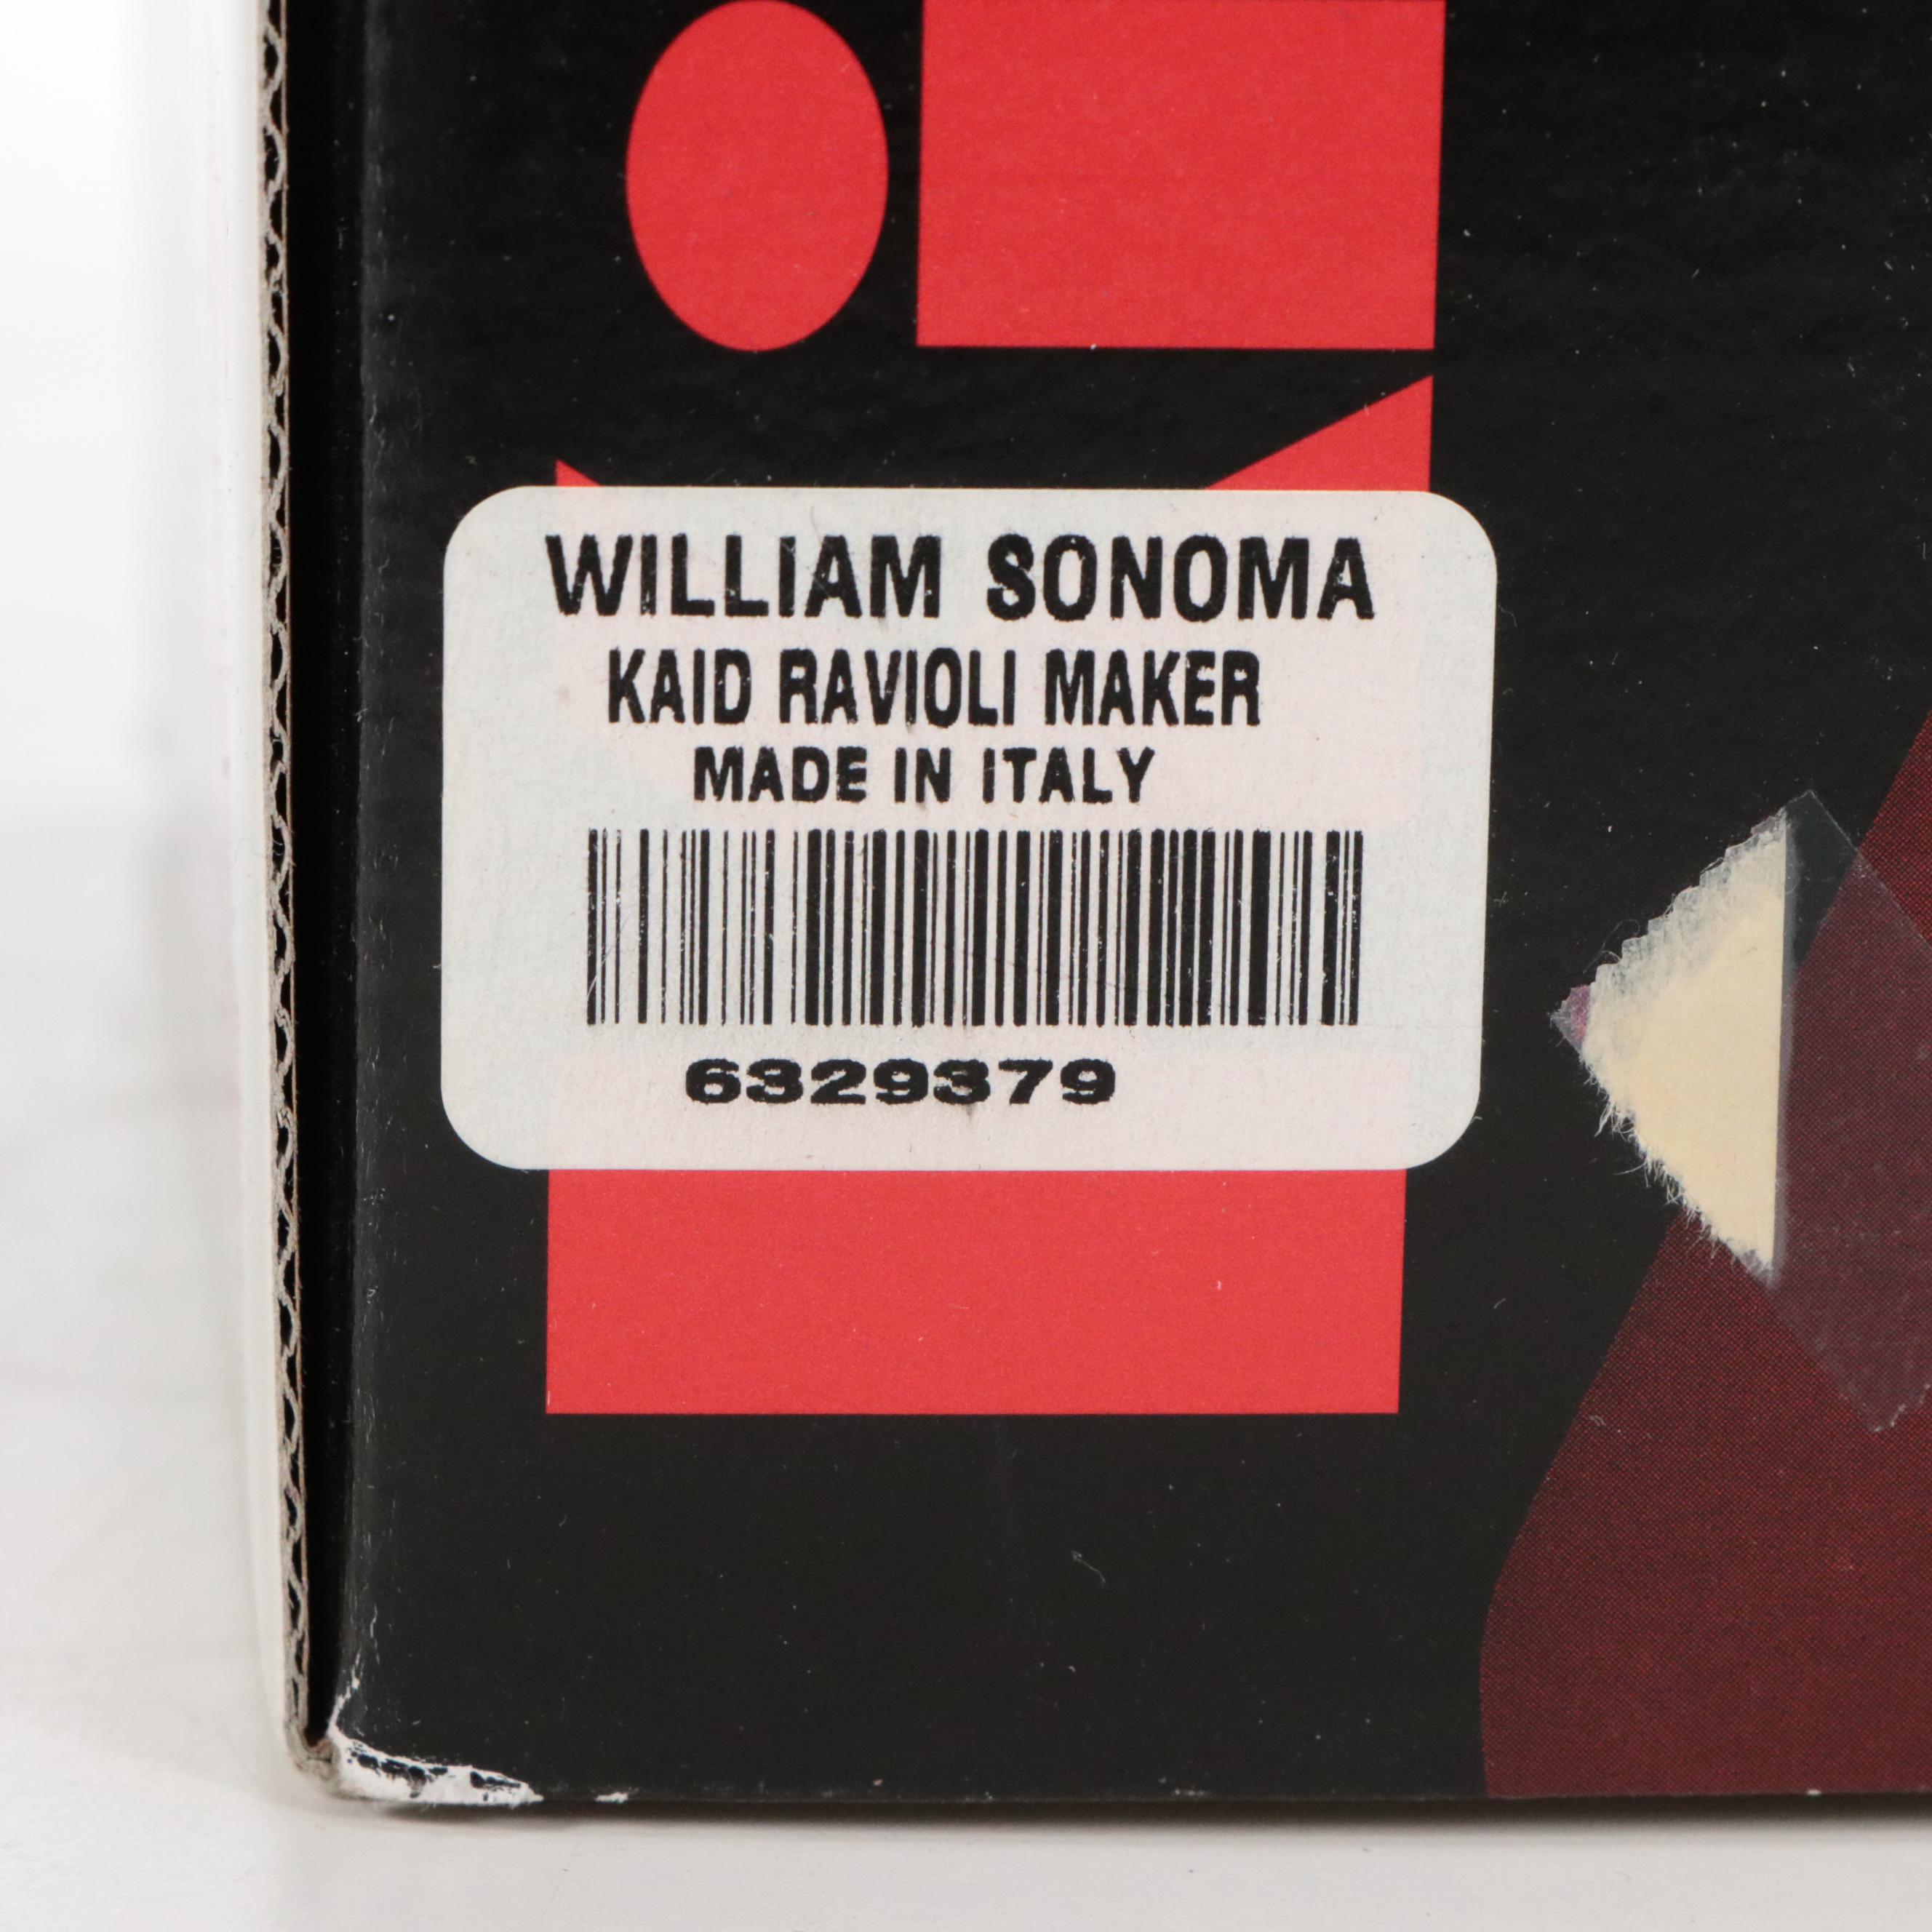 WILLIAM SONOMA
KAID RAVIOLI MAKER
MADE IN ITALY
6329379